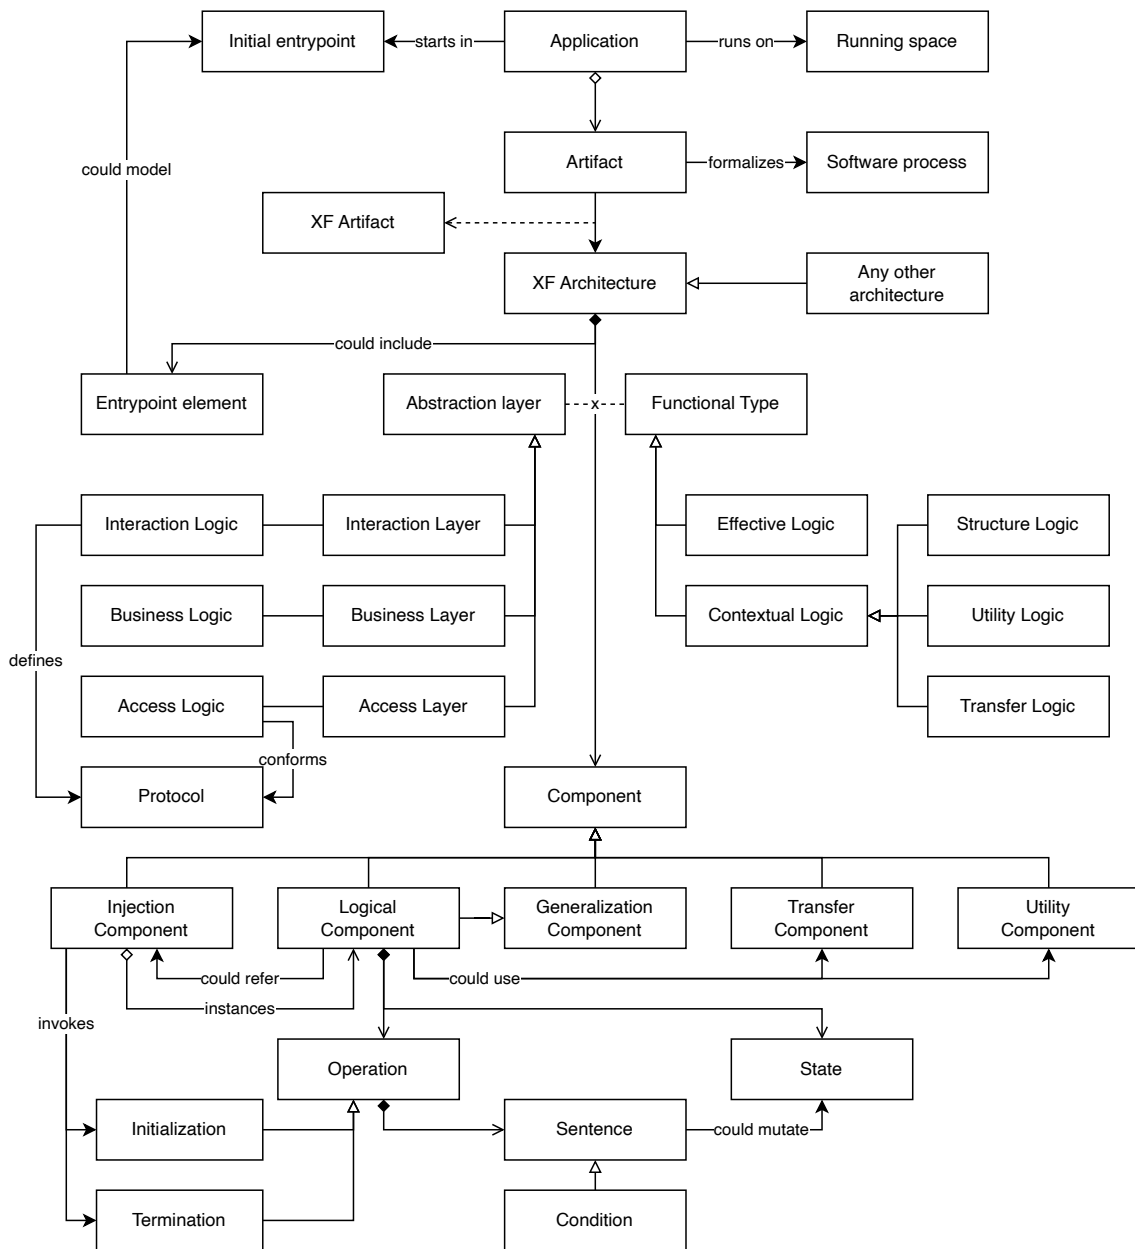 Initial entrypoint
starts in
Application
runs on
Running space
could model
Artifact
formalizes
Software process
XF Artifact
XF Architecture
Any other
architecture
could include
Entrypoint element
Abstraction layer
x
Functional Type
Interaction Logic
Interaction Layer
Effective Logic
Structure Logic
Business Logic
Business Layer
Contextual Logic
Utility Logic
defines
Access Logic
Access Layer
Transfer Logic
conforms
Protocol
Component
Injection
Component
Logical
Component
Generalization
Component
Transfer
Component
Utility
Component
could refer
could use
instances
invokes
Operation
State
Initialization
Sentence
could mutate
Termination
Condition